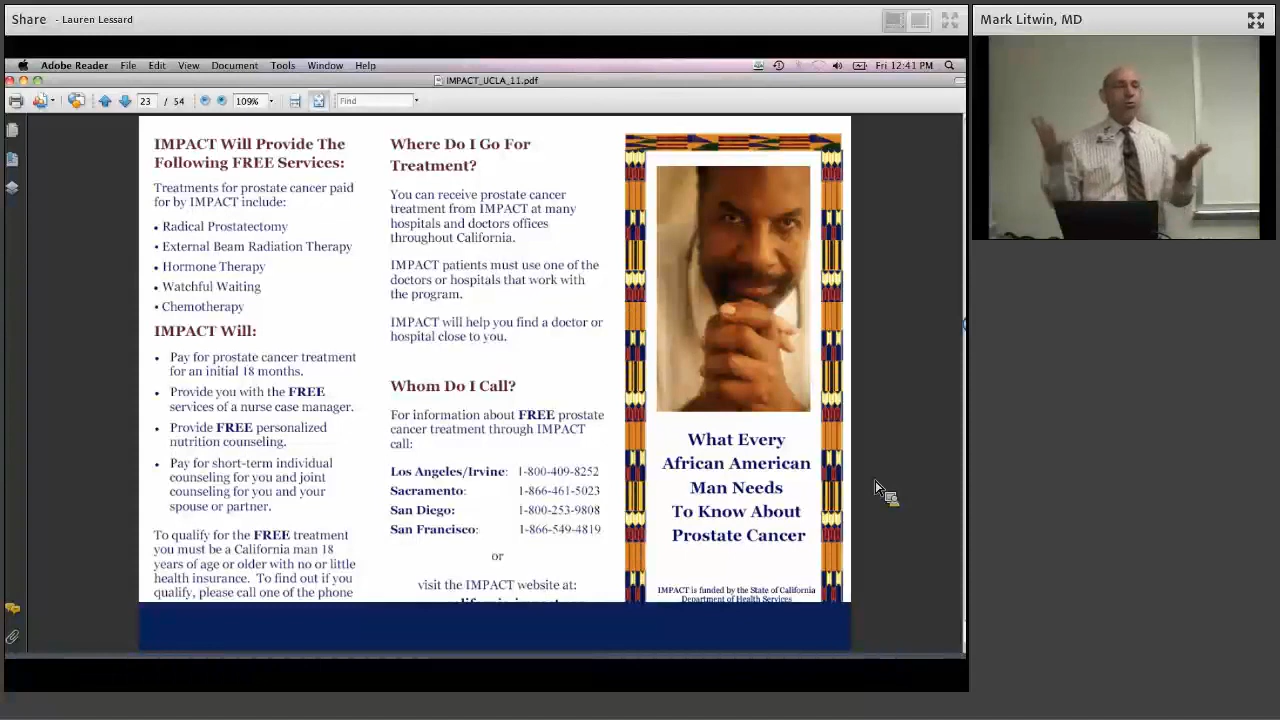 Share - Lauren Lessard
Mark Litwin, MD
Adobe Reader File Edit View Document Tools Window Help
Fri 12:41 PM
IMPACT_UCLA_11.pdf
23 / 54
109%
Find
IMPACT Will Provide The
Following FREE Services:
Treatments for prostate cancer paid
for by IMPACT include:
• Radical Prostatectomy
• External Beam Radiation Therapy
• Hormone Therapy
• Watchful Waiting
• Chemotherapy
IMPACT Will:
• Pay for prostate cancer treatment
for an initial 18 months.
• Provide you with the FREE
services of a nurse case manager.
• Provide FREE personalized
nutrition counseling.
• Pay for short-term individual
counseling for you and joint
counseling for you and your
spouse or partner.
To qualify for the FREE treatment
you must be a California man 18
years of age or older with no or little
health insurance. To find out if you
qualify, please call one of the phone
Where Do I Go For
Treatment?
You can receive prostate cancer
treatment from IMPACT at many
hospitals and doctors offices
throughout California.
IMPACT patients must use one of the
doctors or hospitals that work with
the program.
IMPACT will help you find a doctor or
hospital close to you.
Whom Do I Call?
For information about FREE prostate
cancer treatment through IMPACT
call:
Los Angeles/Irvine: 1-800-409-8252
Sacramento: 1-866-461-5023
San Diego: 1-800-253-9808
San Francisco: 1-866-549-4819
or
visit the IMPACT website at:
What Every
African American
Man Needs
To Know About
Prostate Cancer
IMPACT is funded by the State of California
Department of Health Services